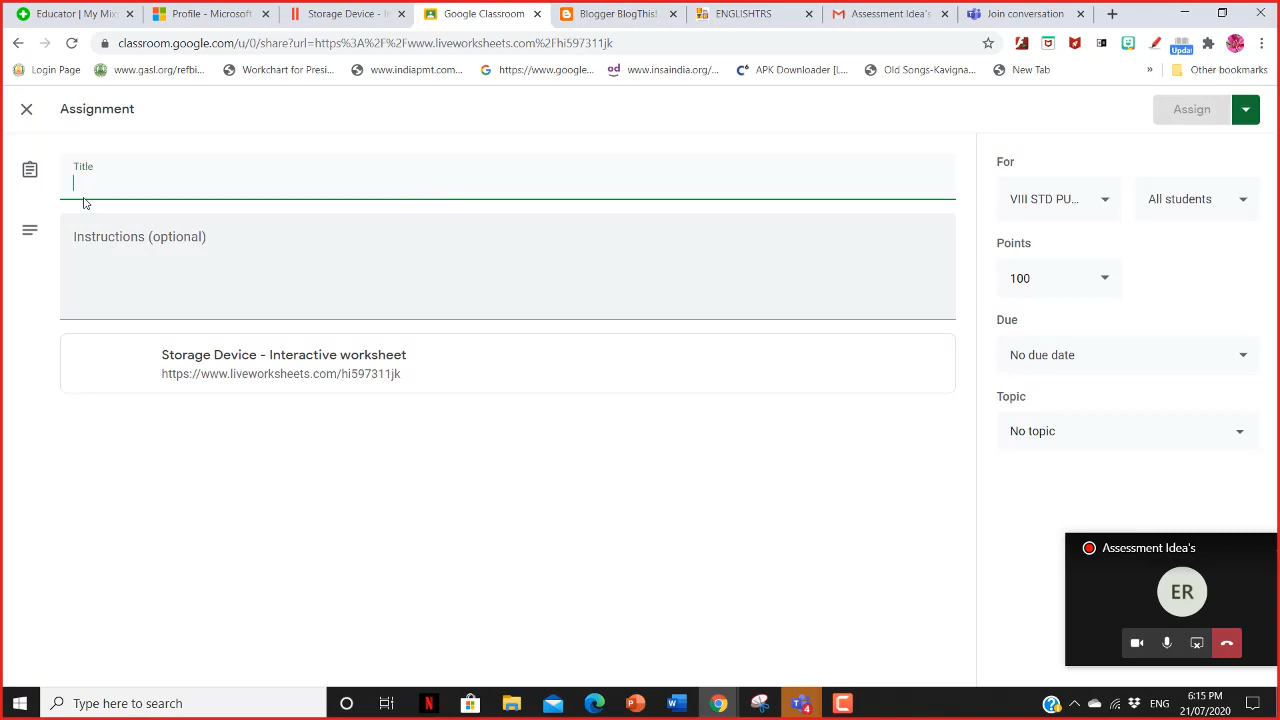 Educator | My Mix
Profile - Microsoft
Storage Device - I
Google Classroom
Blogger BlogThis!
ENGLISHTRS
Assessment Idea's
Join conversation
classroom.google.com/u/0/share?url=https%3A%2F%2Fwww.liveworksheets.com%2Fhi597311jk
Updat
Login Page
www.gasl.org/refbi...
Workchart for Presi...
www.indiapmt.com/...
https://www.google...
www.insaindia.org/...
APK Downloader [L...
Old Songs-Kavigna...
New Tab
»
Other bookmarks
Assignment
Assign
Title
Instructions (optional)
Storage Device - Interactive worksheet
https://www.liveworksheets.com/hi597311jk
For
VIII STD PU...
All students
Points
100
Due
No due date
Topic
No topic
Assessment Idea's
ER
Type here to search
4
ENG
6:15 PM
21/07/2020